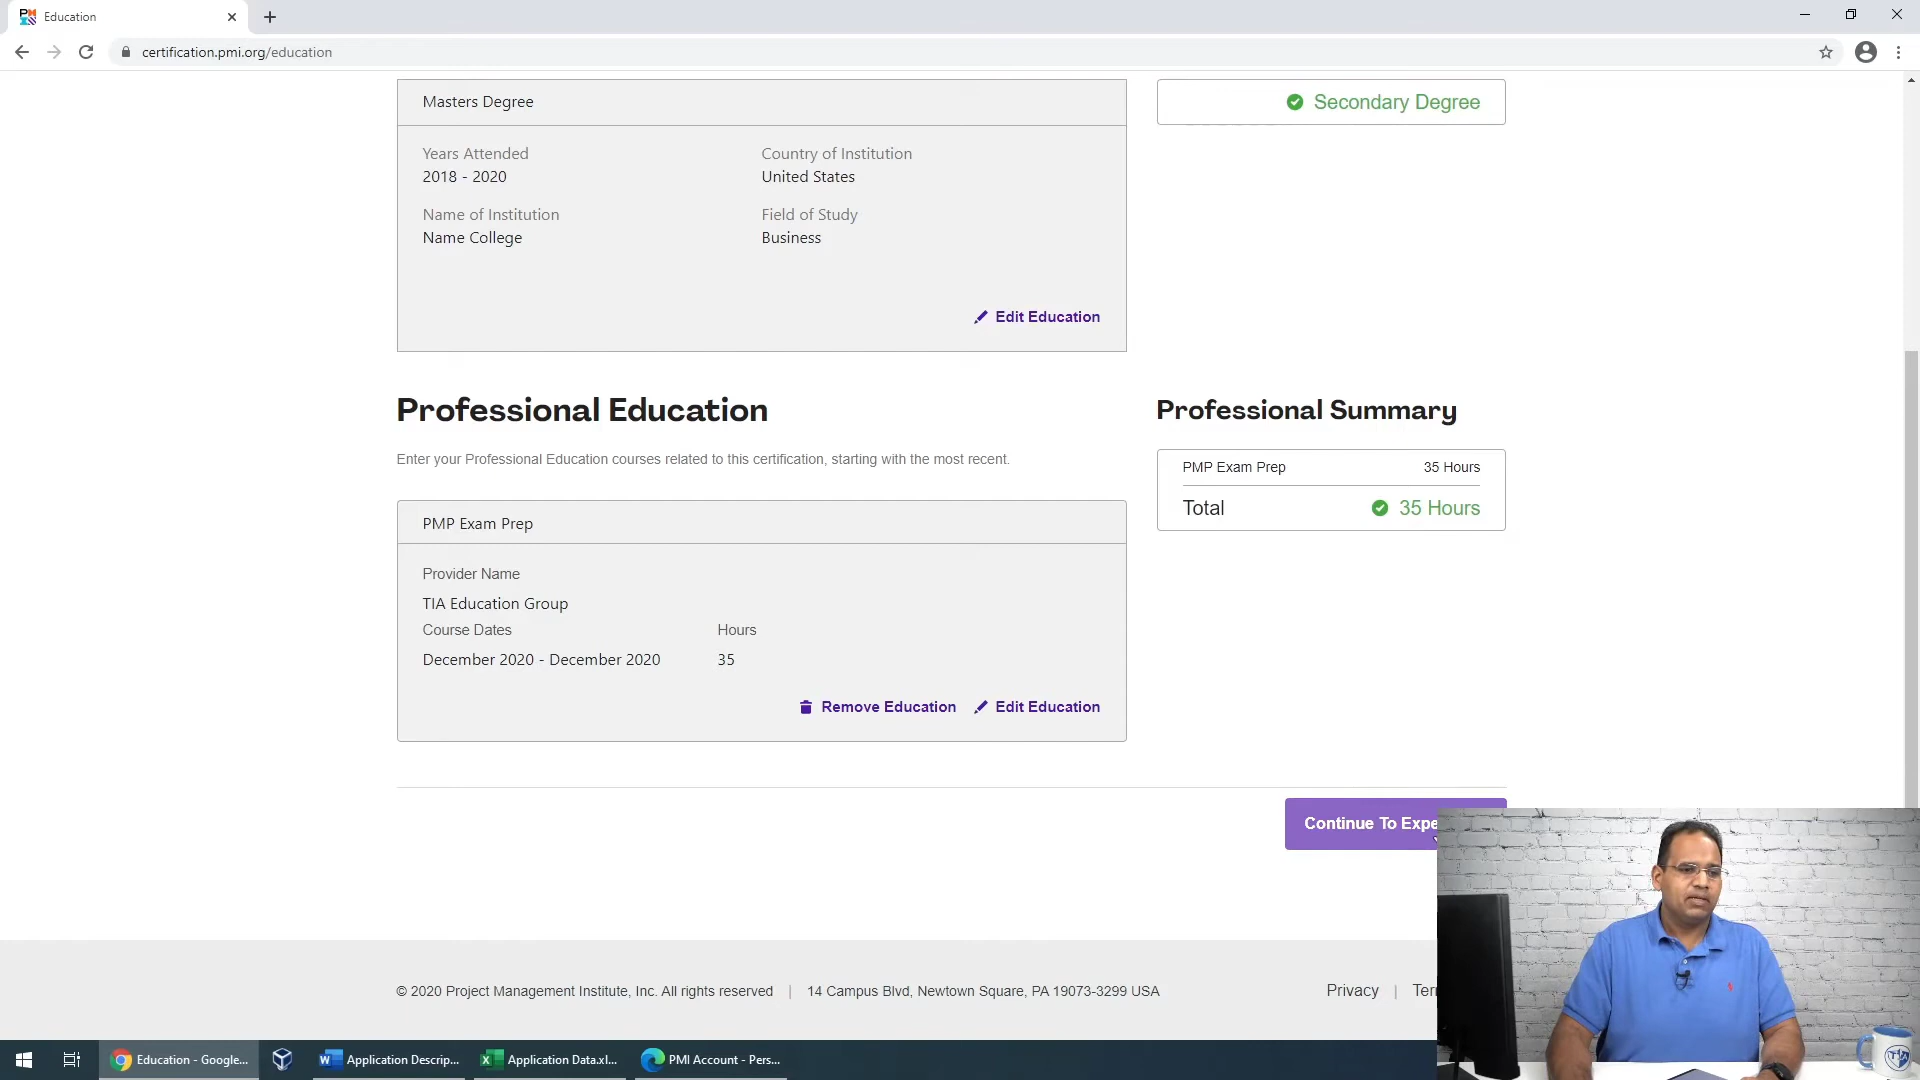 Education
certification.pmi.org/education
Masters Degree
Secondary Degree
Years Attended
Country of Institution
2018 - 2020
United States
Name of Institution
Field of Study
Name College
Business
Edit Education
Professional Education
Professional Summary
Enter your Professional Education courses related to this certification, starting with the most recent.
PMP Exam Prep 35 Hours
Total 35 Hours
PMP Exam Prep
Provider Name
TIA Education Group
Course Dates Hours
December 2020 - December 2020 35
Remove Education Edit Education
Continue To Expe
© 2020 Project Management Institute, Inc. All rights reserved | 14 Campus Blvd, Newtown Square, PA 19073-3299 USA
Privacy | Ter
Education - Google... Application Descrip... Application Data.xl... PMI Account - Pers...
TIA